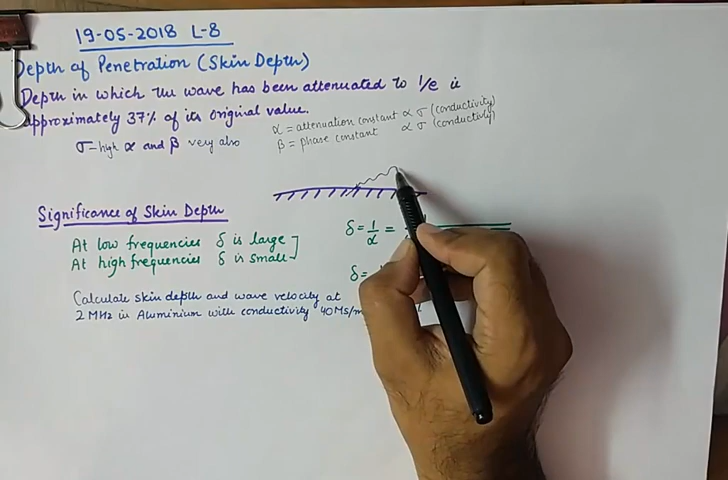 19-05-2018 L-8
Depth of Penetration (Skin Depth)
Depth in which the wave has been attenuated to 1/e is
approximately 37% of its original value.
α = attenuation constant ∝ σ (conductivity)
β = phase constant ∝ σ (conductivity)
σ-high α and β very also
Significance of Skin Depth
δ = 1/α =
At low frequencies δ is large
At high frequencies δ is small
δ =
Calculate skin depth and wave velocity at
2 MHz in Aluminium with conductivity 40Ms/m